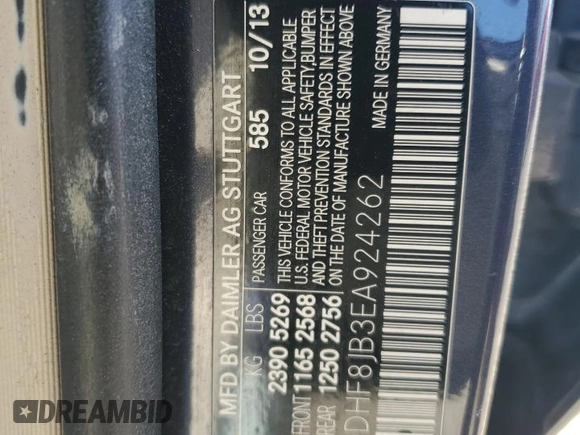 MFD BY DAIMLER AG STUTTGART
KG LBS PASSENGER CAR 585 10/13
2390 5269 THIS VEHICLE CONFORMS TO ALL APPLICABLE
FRONT 1165 2568 U.S. FEDERAL MOTOR VEHICLE SAFETY, BUMPER
REAR 1250 2756 AND THEFT PREVENTION STANDARDS IN EFFECT
ON THE DATE OF MANUFACTURE SHOWN ABOVE
DHF8JB3EA924262 MADE IN GERMANY
DREAMBID